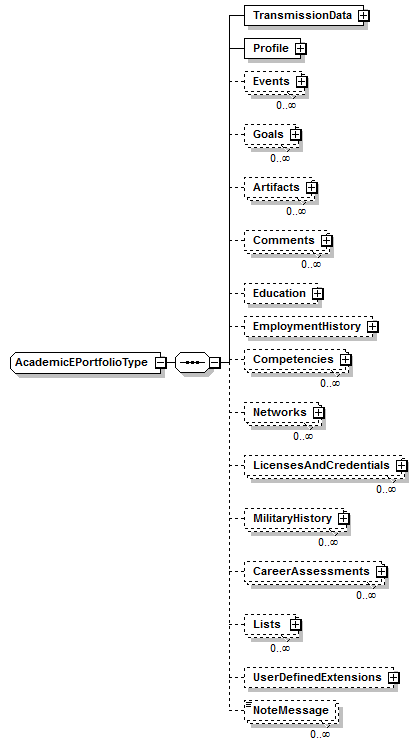 TransmissionData
Profile
Events
0..∞
Goals
0..∞
Artifacts
0..∞
Comments
0..∞
Education
EmploymentHistory
AcademicEPortfolioType
Competencies
0..∞
Networks
0..∞
LicensesAndCredentials
0..∞
MilitaryHistory
0..∞
CareerAssessments
0..∞
Lists
0..∞
UserDefinedExtensions
NoteMessage
0..∞